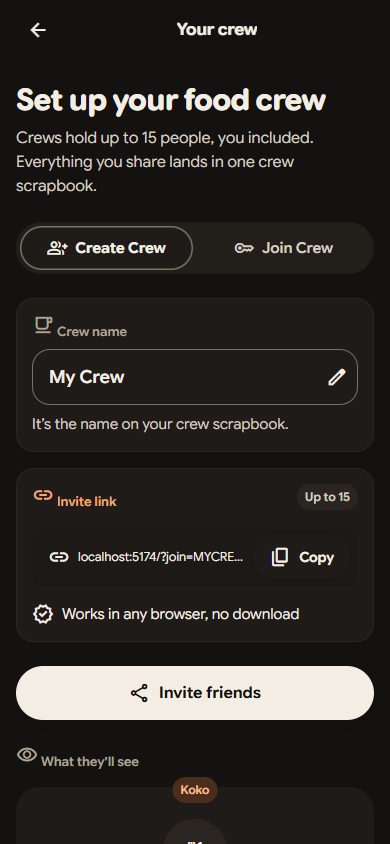 Your crew
Set up your food crew
Crews hold up to 15 people, you included.
Everything you share lands in one crew
scrapbook.
Create Crew
Join Crew
Crew name
My Crew
It's the name on your crew scrapbook.
Invite link
Up to 15
localhost:5174/?join=MYCRE...
Copy
Works in any browser, no download
Invite friends
What they'll see
Koko